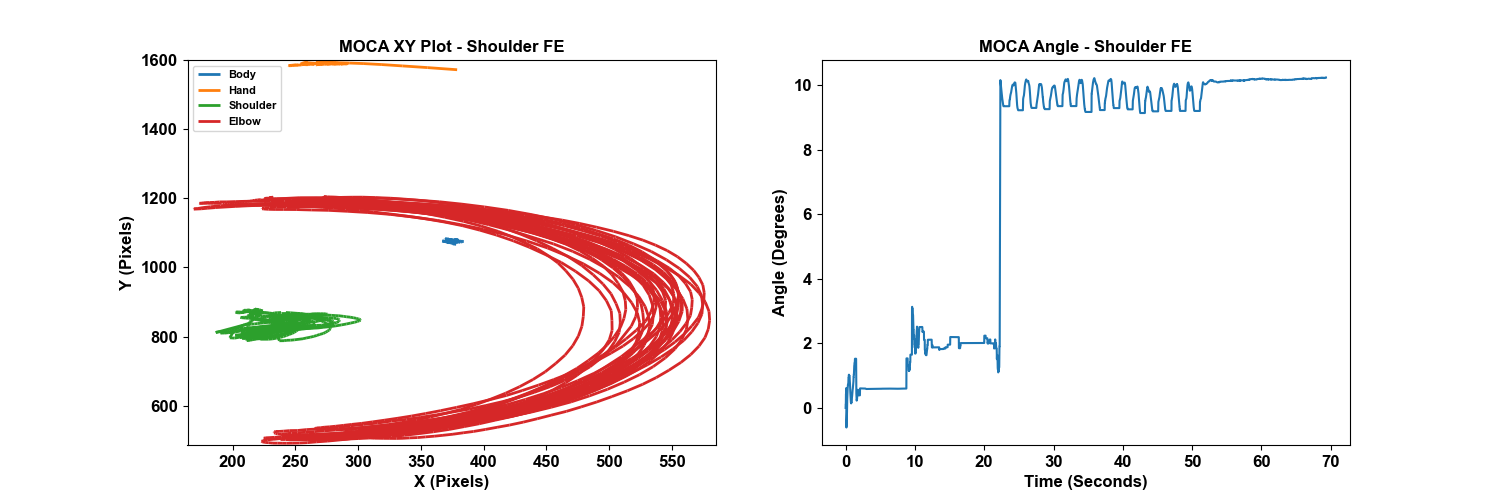 MOCA XY Plot - Shoulder FE
1600
1400
1200
1000
800
600
Y (Pixels)
Body
Hand
Shoulder
Elbow
200 250 300 350 400 450 500 550
X (Pixels)
MOCA Angle - Shoulder FE
10
8
6
4
2
0
Angle (Degrees)
0 10 20 30 40 50 60 70
Time (Seconds)